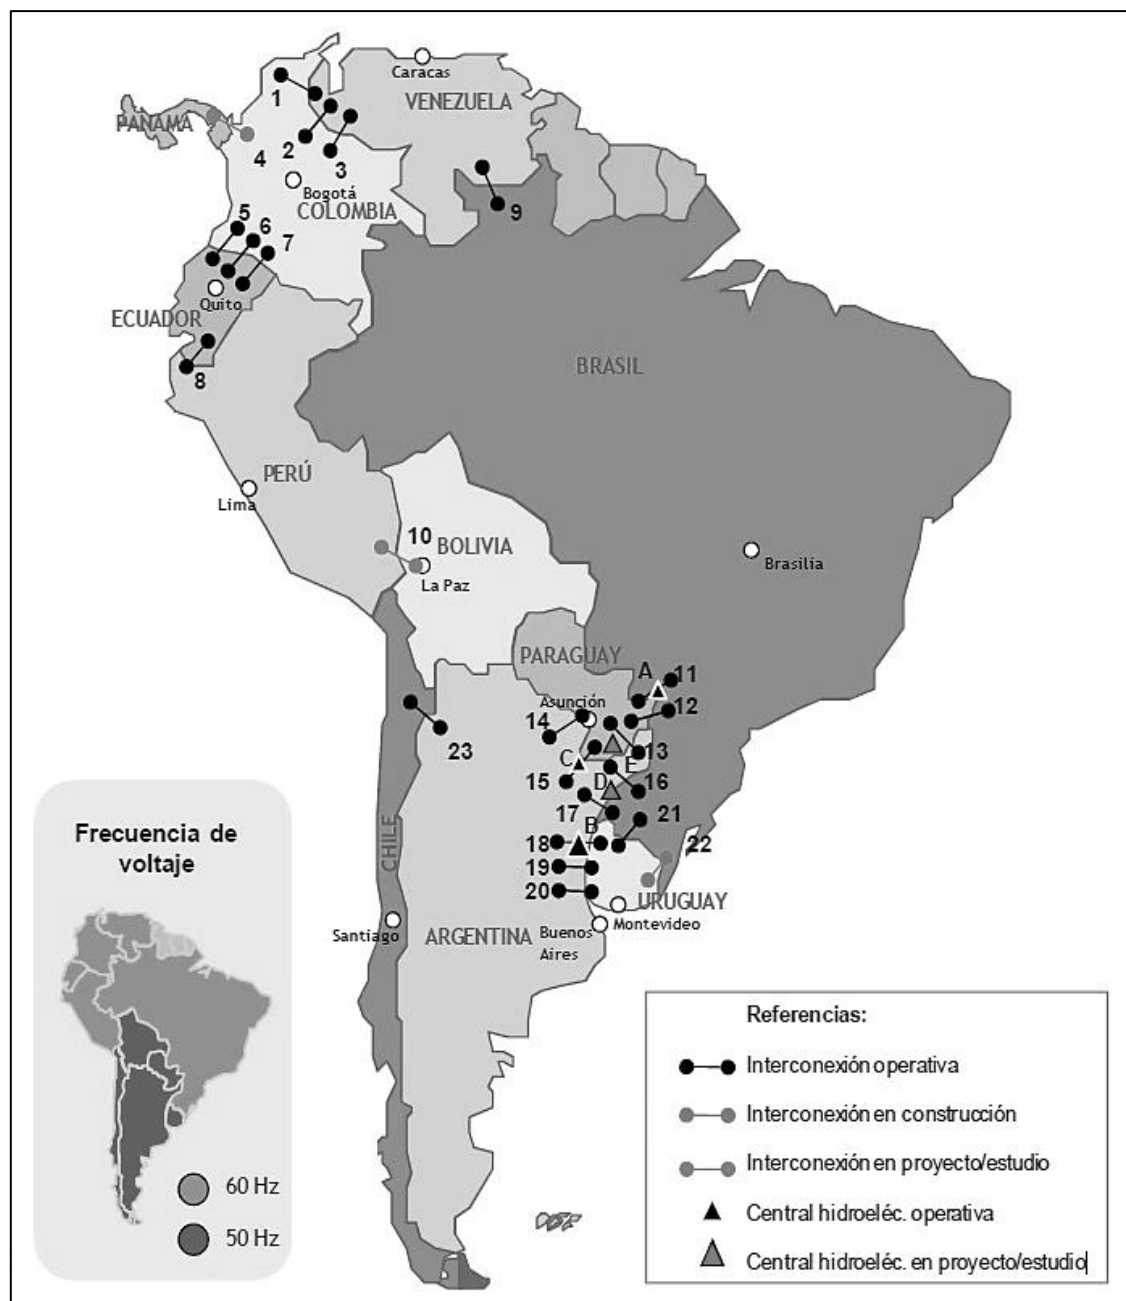 Caracas
1
VENEZUELA
PANAMA
4
2
3
Bogotá
COLOMBIA
9
5
6
7
Quito
ECUADOR
BRASIL
8
PERÚ
Lima
10
BOLIVIA
La Paz
Brasilia
PARAGUAY
A
11
Asunción
12
14
13
23
C
E
15
D
16
17
21
B
18
22
CHILE
19
20
URUGUAY
Montevideo
Santiago
ARGENTINA
Buenos
Aires
Frecuencia de
voltaje
60 Hz
50 Hz
Referencias:
Interconexión operativa
Interconexión en construcción
Interconexión en proyecto/estudio
Central hidroeléc. operativa
Central hidroeléc. en proyecto/estudio